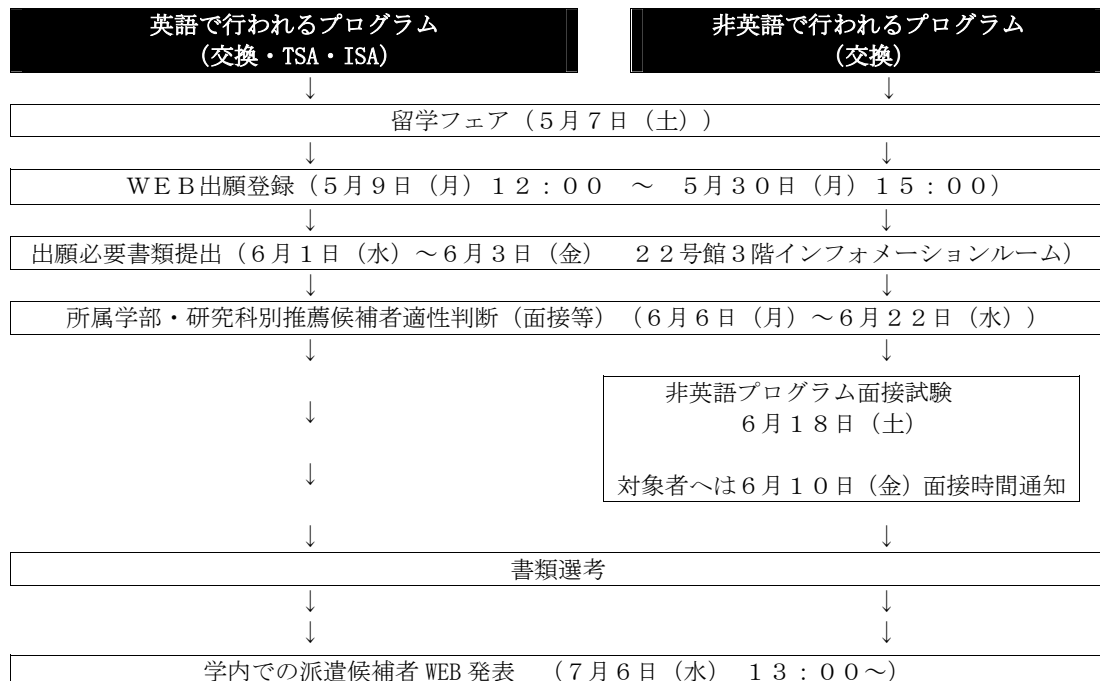 英語で行われるプログラム
(交換・TSA・ISA)
非英語で行われるプログラム
(交換)
↓ ↓
留学フェア(5月7日(土))
↓ ↓
WEB出願登録(5月9日(月)12:00 ～ 5月30日(月)15:00)
↓ ↓
出願必要書類提出(6月1日(水)～6月3日(金) 22号館3階インフォメーションルーム)
↓ ↓
所属学部・研究科別推薦候補者適性判断(面接等)(6月6日(月)～6月22日(水))
↓ ↓
↓
↓
非英語プログラム面接試験
6月18日(土)
対象者へは6月10日(金)面接時間通知
↓ ↓
書類選考
↓ ↓
↓ ↓
学内での派遣候補者 WEB 発表 (7月6日(水) 13:00～)